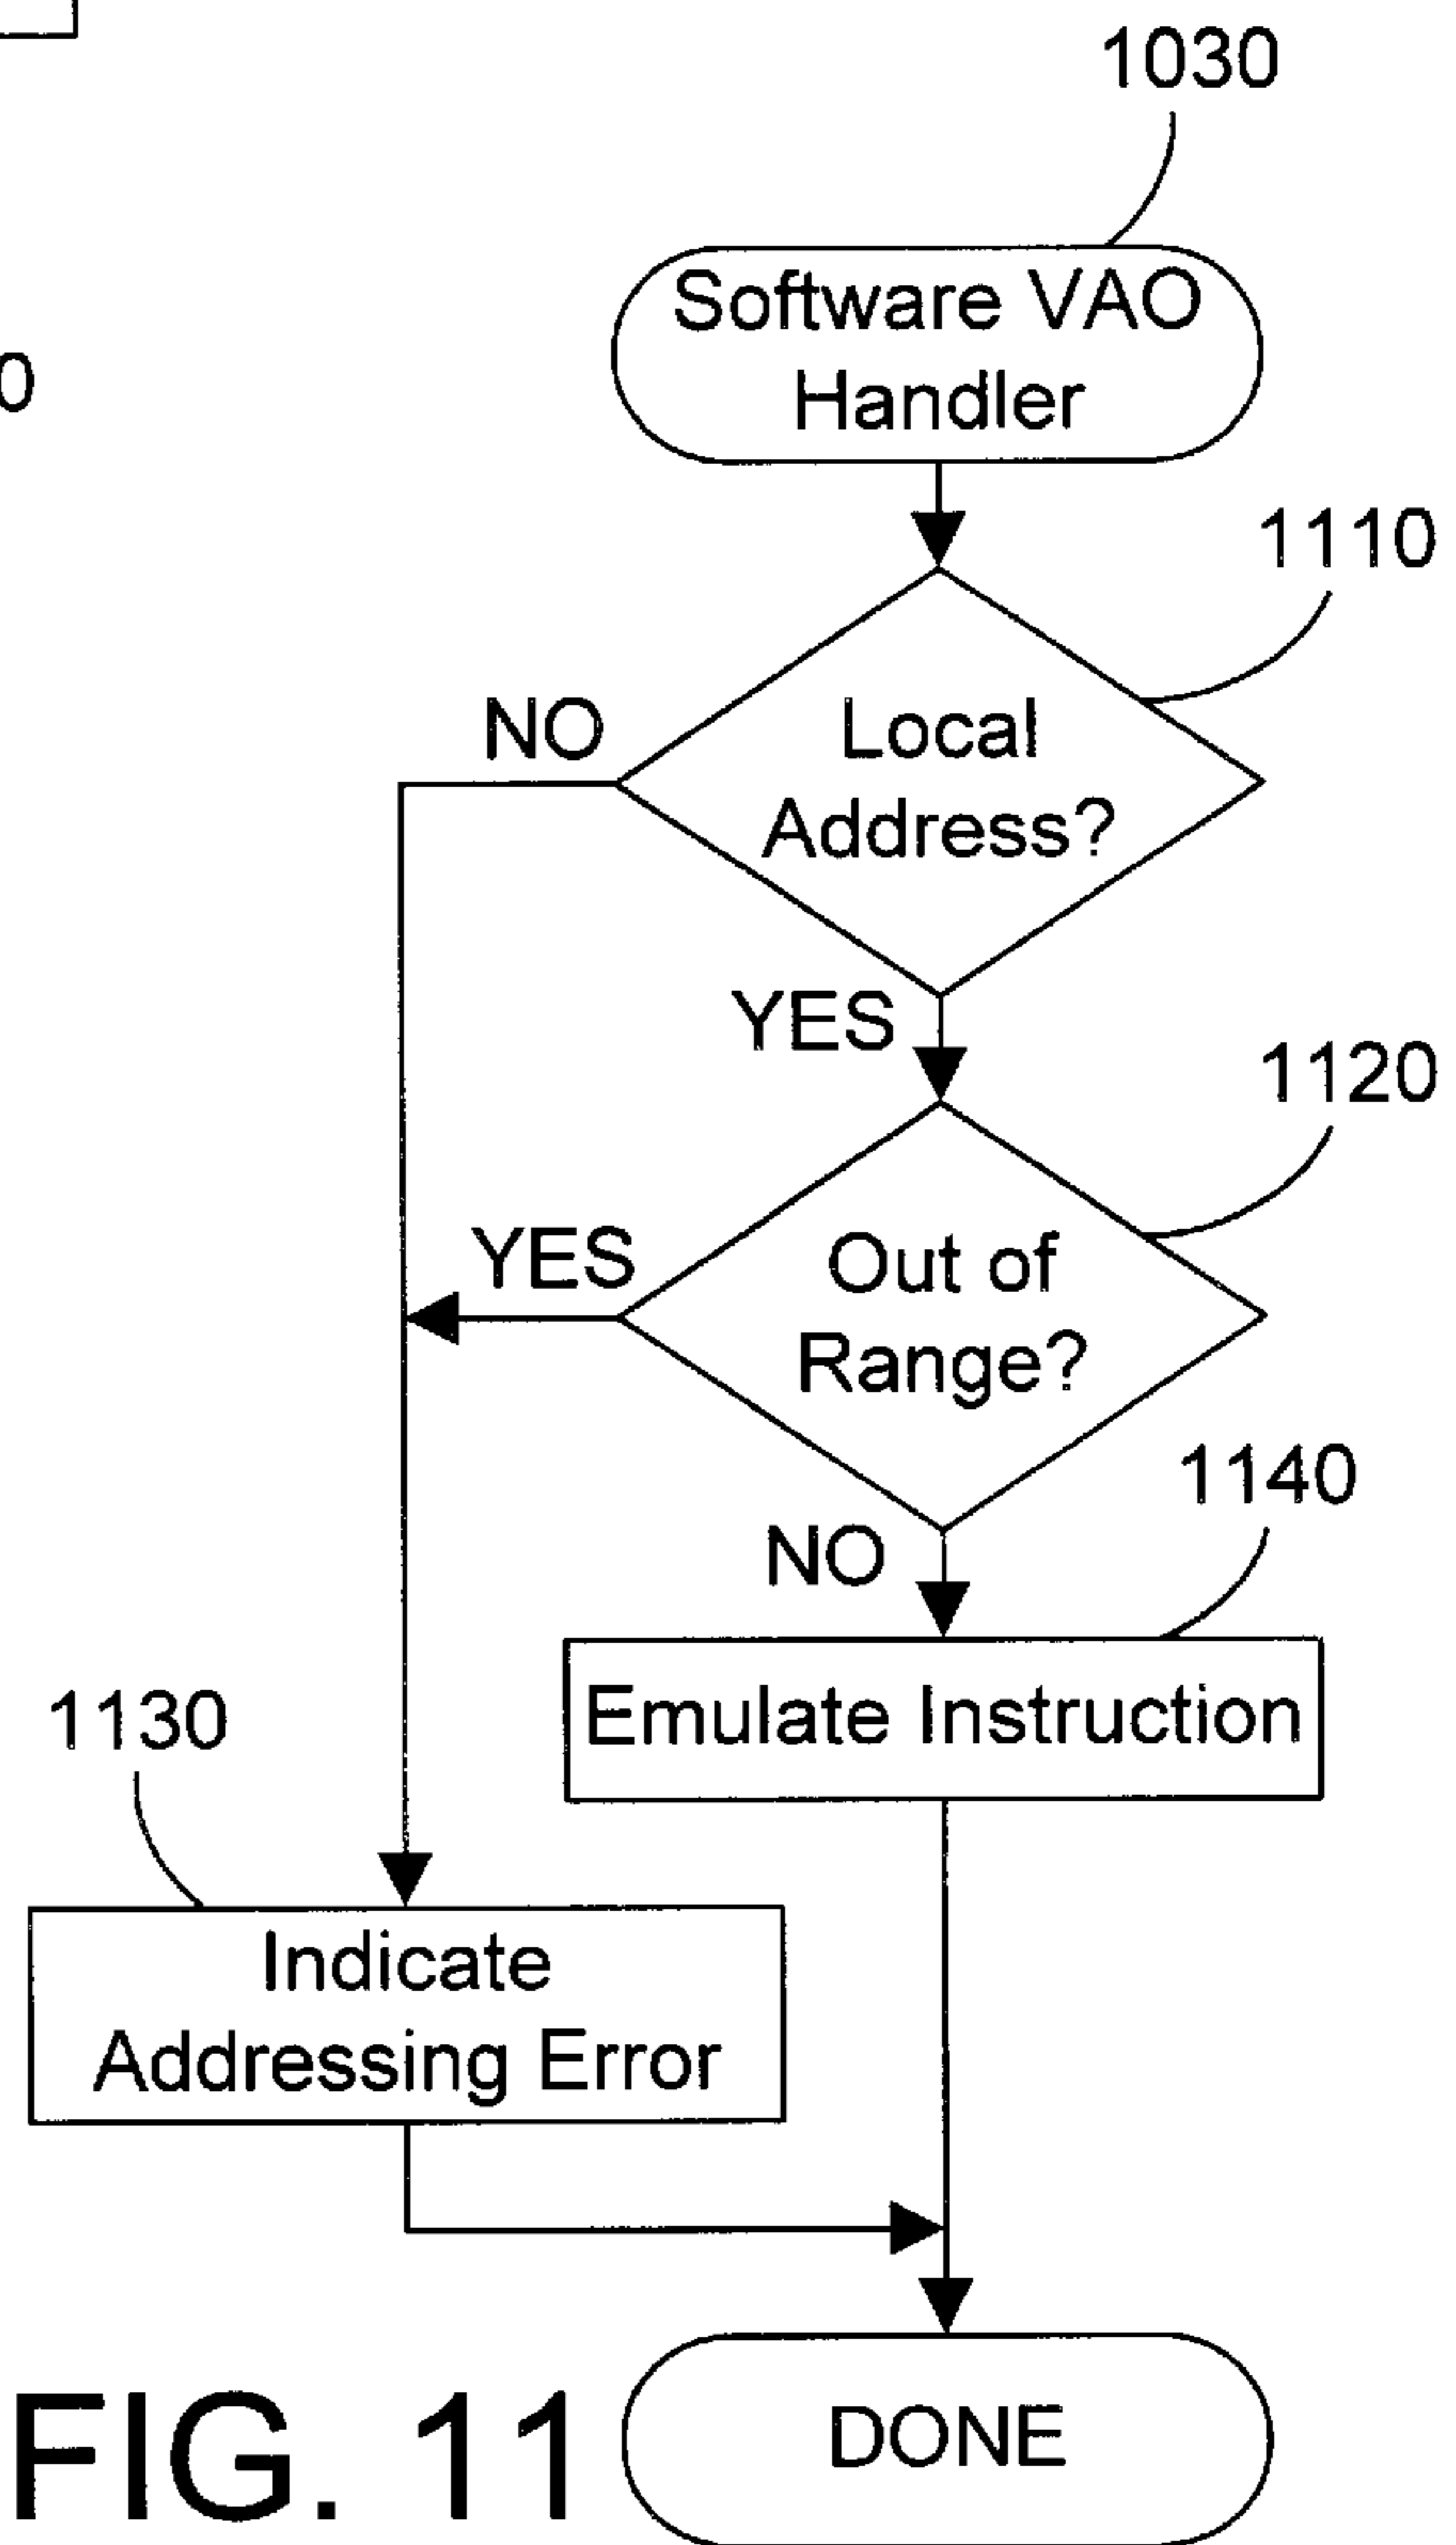 1030
Software VAO
Handler
1110
NO
Local
Address?
YES
1120
YES
Out of
Range?
1140
NO
Emulate Instruction
1130
Indicate
Addressing Error
DONE
FIG. 11